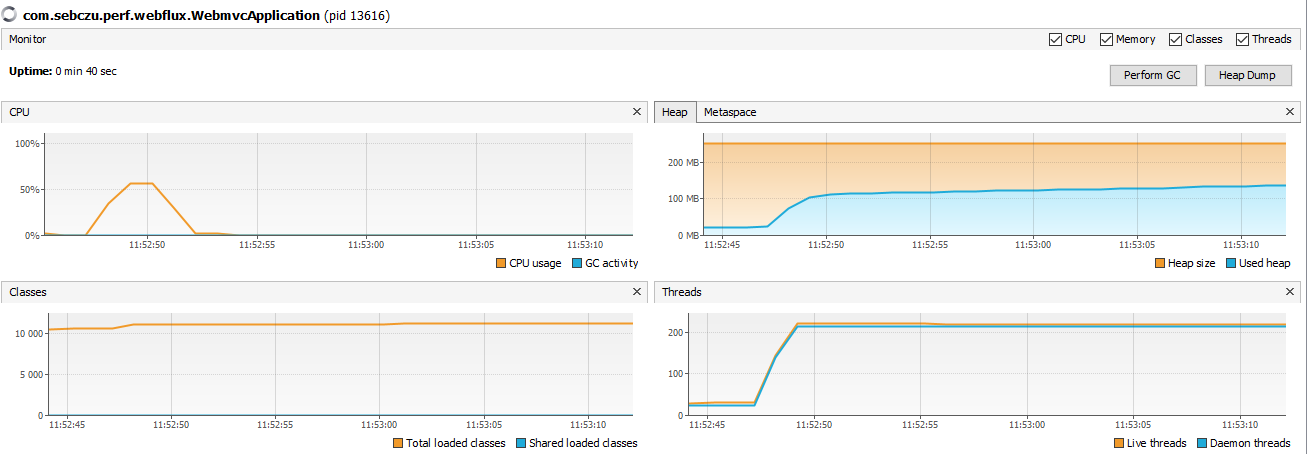 com.sebczu.perf.webflux.WebmvcApplication (pid 13616)
Monitor
CPU Memory Classes Threads
Uptime: 0 min 40 sec
Perform GC Heap Dump
CPU
100%
50%
0%
11:52:50 11:52:55 11:53:00 11:53:05 11:53:10
CPU usage GC activity
Heap Metaspace
200 MB
100 MB
0 MB
11:52:45 11:52:50 11:52:55 11:53:00 11:53:05 11:53:10
Heap size Used heap
Classes
10 000
5 000
0
11:52:45 11:52:50 11:52:55 11:53:00 11:53:05 11:53:10
Total loaded classes Shared loaded classes
Threads
200
100
0
11:52:45 11:52:50 11:52:55 11:53:00 11:53:05 11:53:10
Live threads Daemon threads